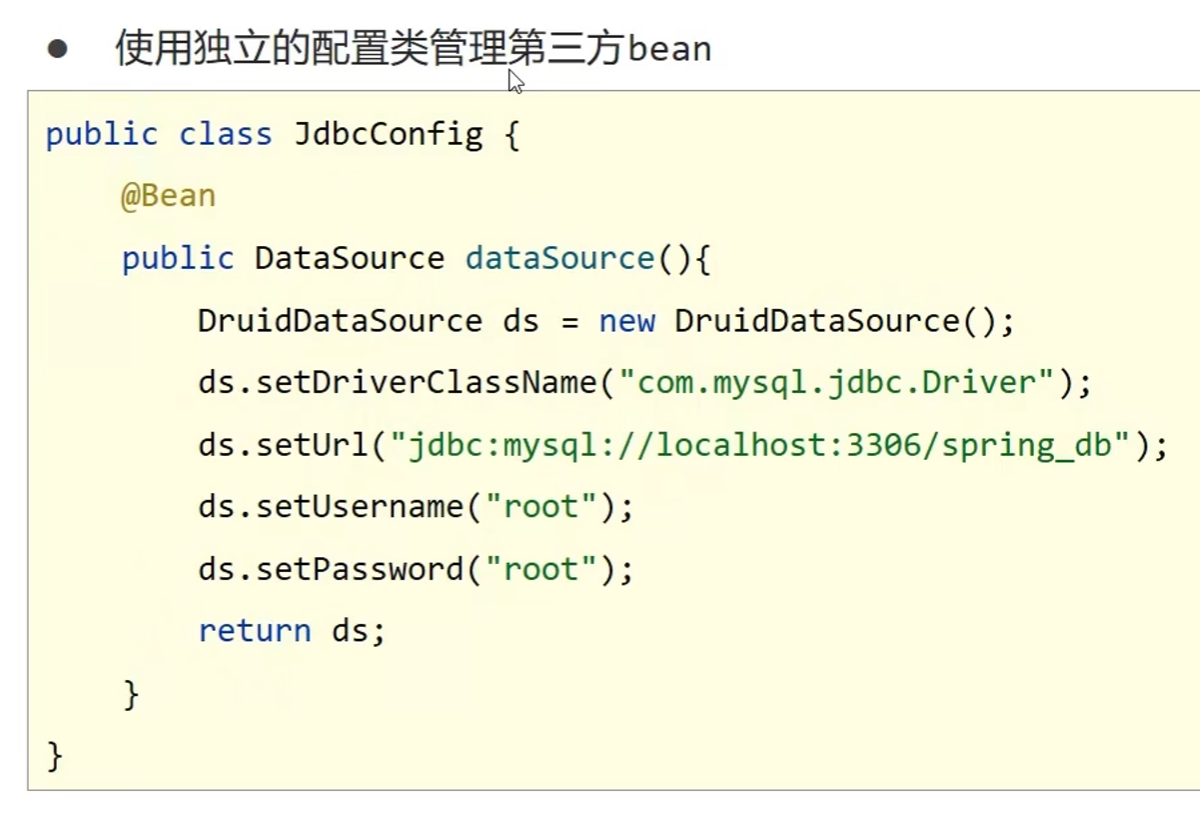 ● 使用独立的配置类管理第三方bean
public class JdbcConfig {
    @Bean
    public DataSource dataSource(){
        DruidDataSource ds = new DruidDataSource();
        ds.setDriverClassName("com.mysql.jdbc.Driver");
        ds.setUrl("jdbc:mysql://localhost:3306/spring_db");
        ds.setUsername("root");
        ds.setPassword("root");
        return ds;
    }
}